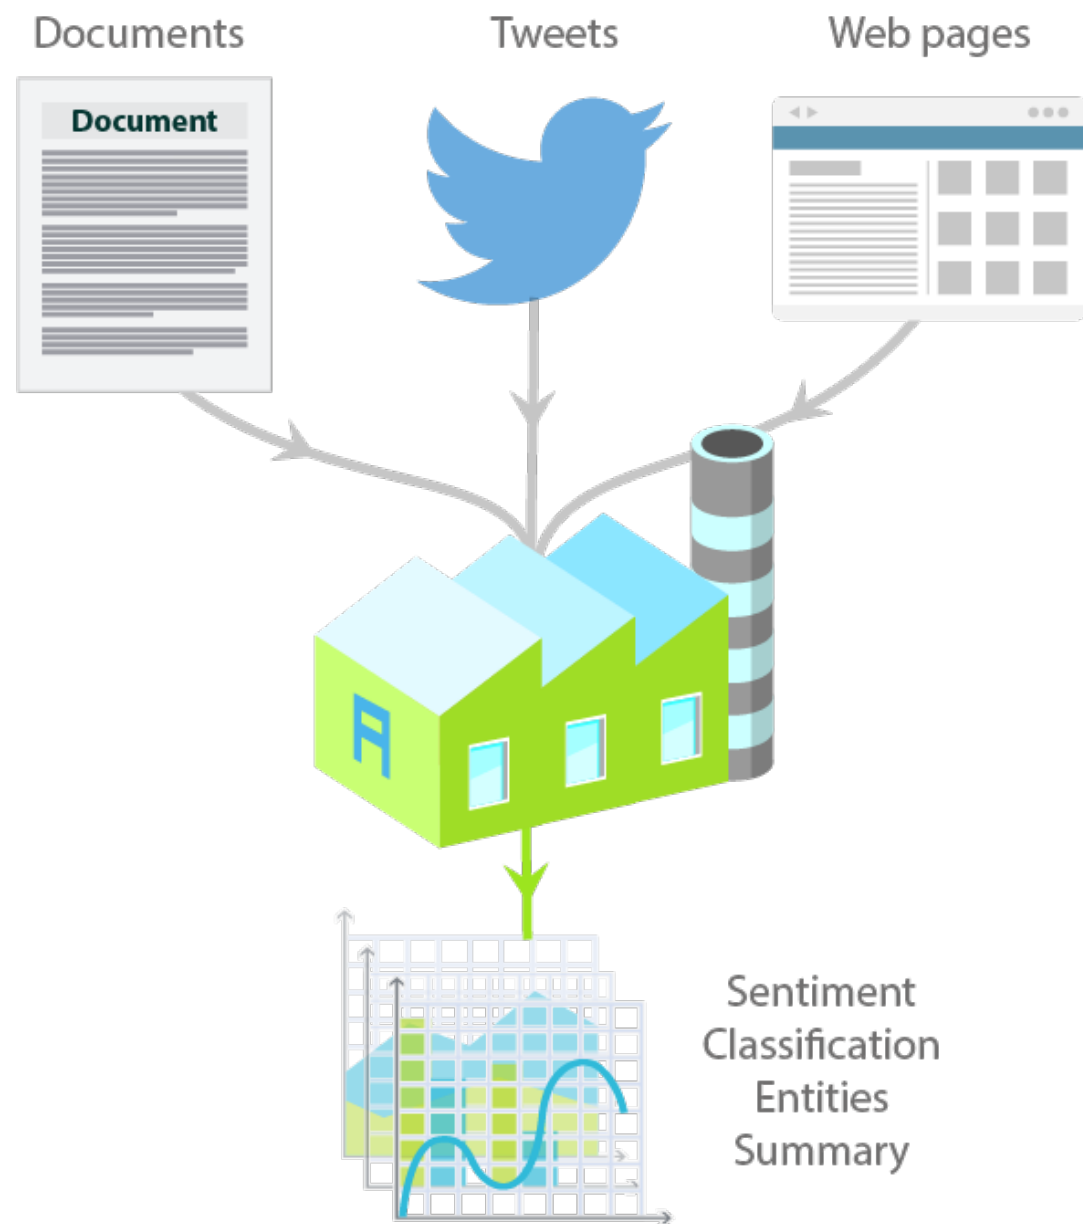 Documents
Tweets
Web pages
Document
A
Sentiment
Classification
Entities
Summary